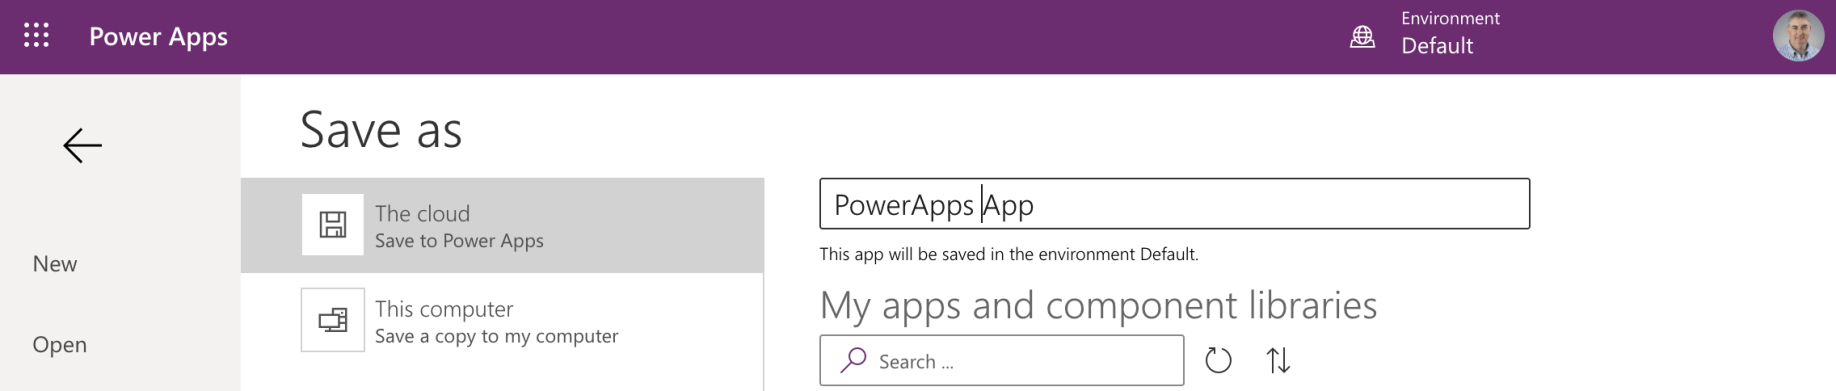 Power Apps
Environment
Default
Save as
New
Open
The cloud
Save to Power Apps
This computer
Save a copy to my computer
PowerApps App
This app will be saved in the environment Default.
My apps and component libraries
Search ...